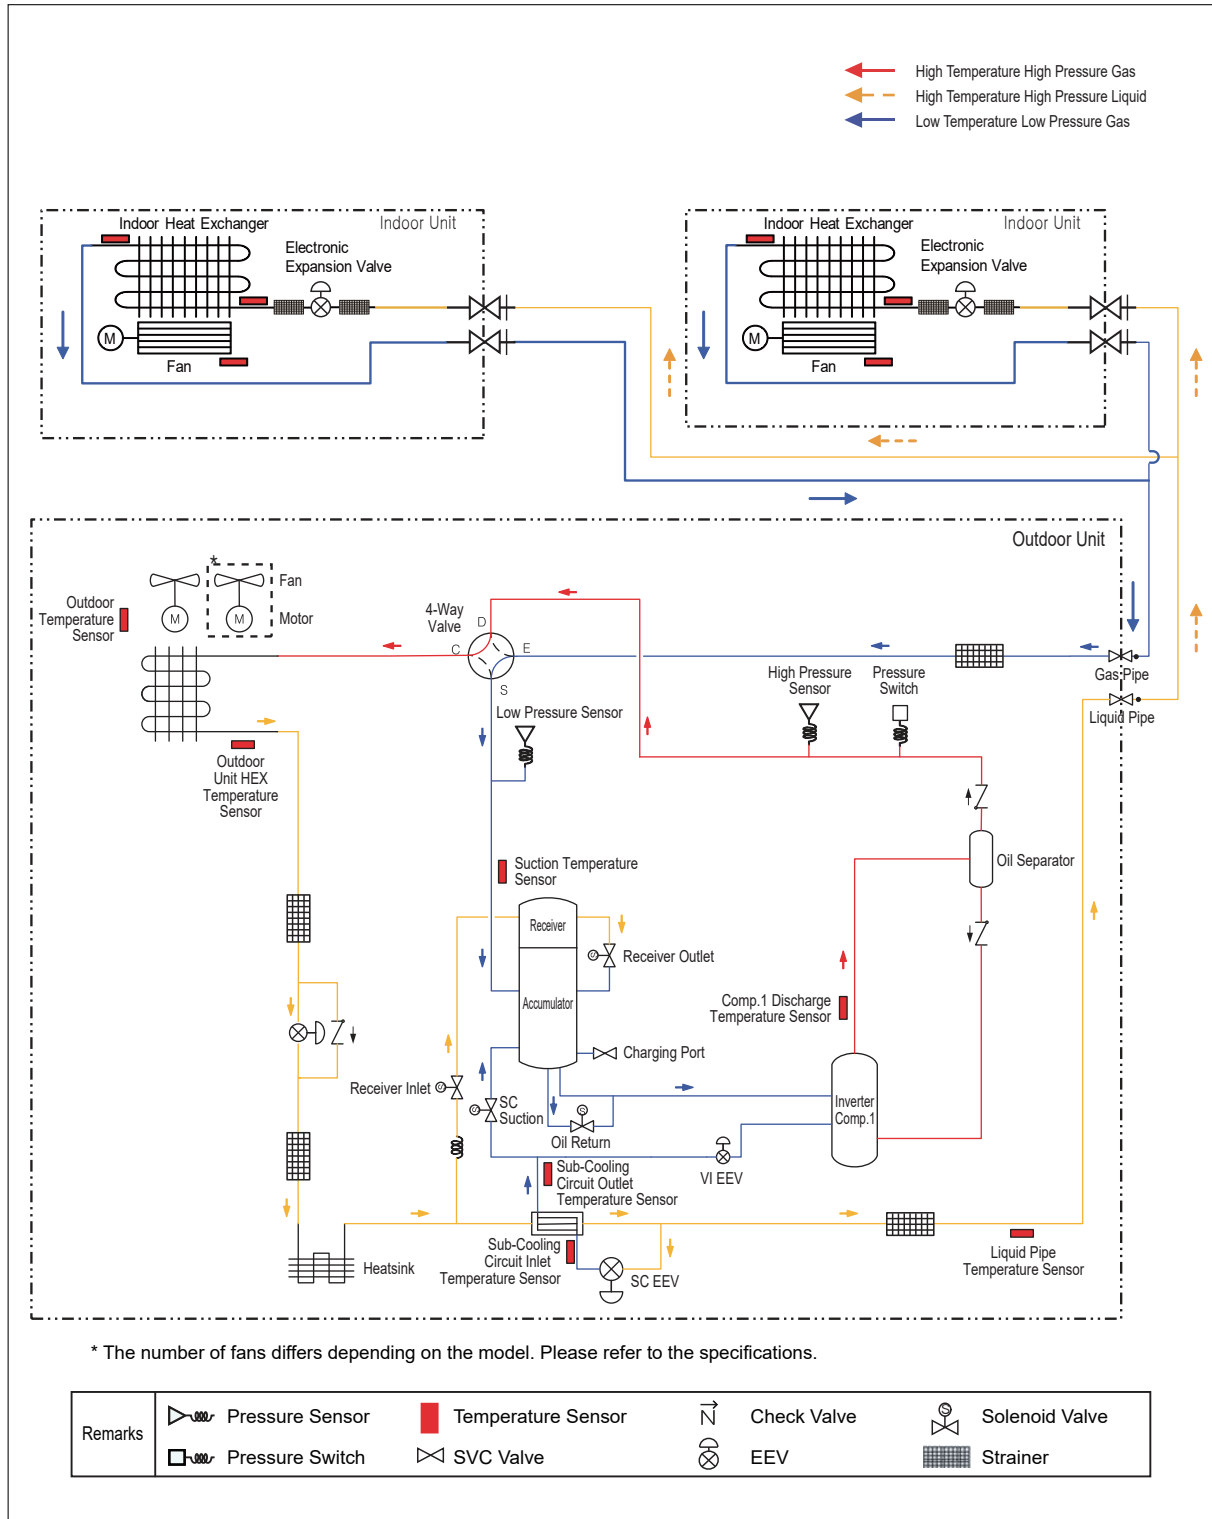 High Temperature High Pressure Gas
High Temperature High Pressure Liquid
Low Temperature Low Pressure Gas
Indoor Heat Exchanger
Indoor Unit
Electronic
Expansion Valve
M
Fan
Indoor Heat Exchanger
Indoor Unit
Electronic
Expansion Valve
M
Fan
Outdoor Unit
*
Fan
Motor
M
M
Outdoor
Temperature
Sensor
4-Way
Valve
D
C
E
S
Gas Pipe
Liquid Pipe
High Pressure
Sensor
Pressure
Switch
Low Pressure Sensor
Outdoor
Unit HEX
Temperature
Sensor
Oil Separator
Suction Temperature
Sensor
Receiver
S
Receiver Outlet
Accumulator
Comp.1 Discharge
Temperature Sensor
Charging Port
Receiver Inlet
S
S
SC
Suction
S
Oil Return
Inverter
Comp.1
VI EEV
Sub-Cooling
Circuit Outlet
Temperature Sensor
Sub-Cooling
Circuit Inlet
Temperature Sensor
SC EEV
Heatsink
Liquid Pipe
Temperature Sensor
* The number of fans differs depending on the model. Please refer to the specifications.
Remarks
Pressure Sensor
Temperature Sensor
Check Valve
S
Solenoid Valve
Pressure Switch
SVC Valve
EEV
Strainer